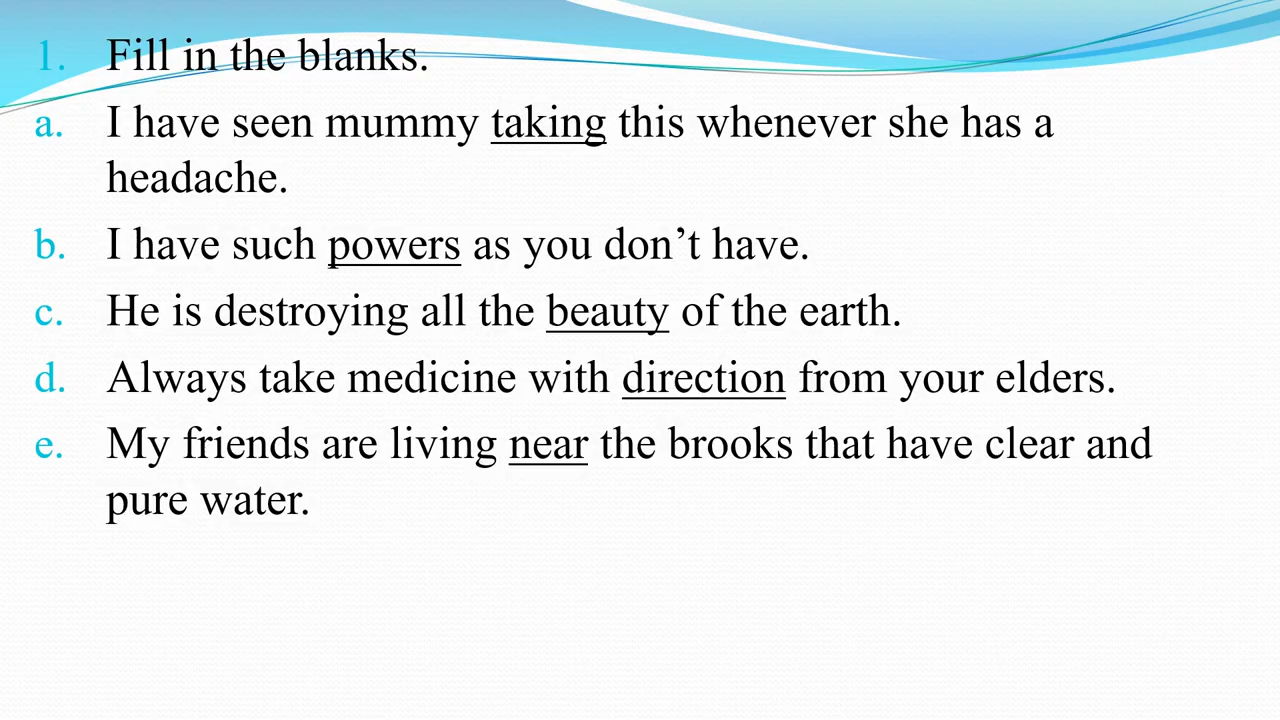 1. Fill in the blanks.
a. I have seen mummy taking this whenever she has a
headache.
b. I have such powers as you don’t have.
c. He is destroying all the beauty of the earth.
d. Always take medicine with direction from your elders.
e. My friends are living near the brooks that have clear and
pure water.